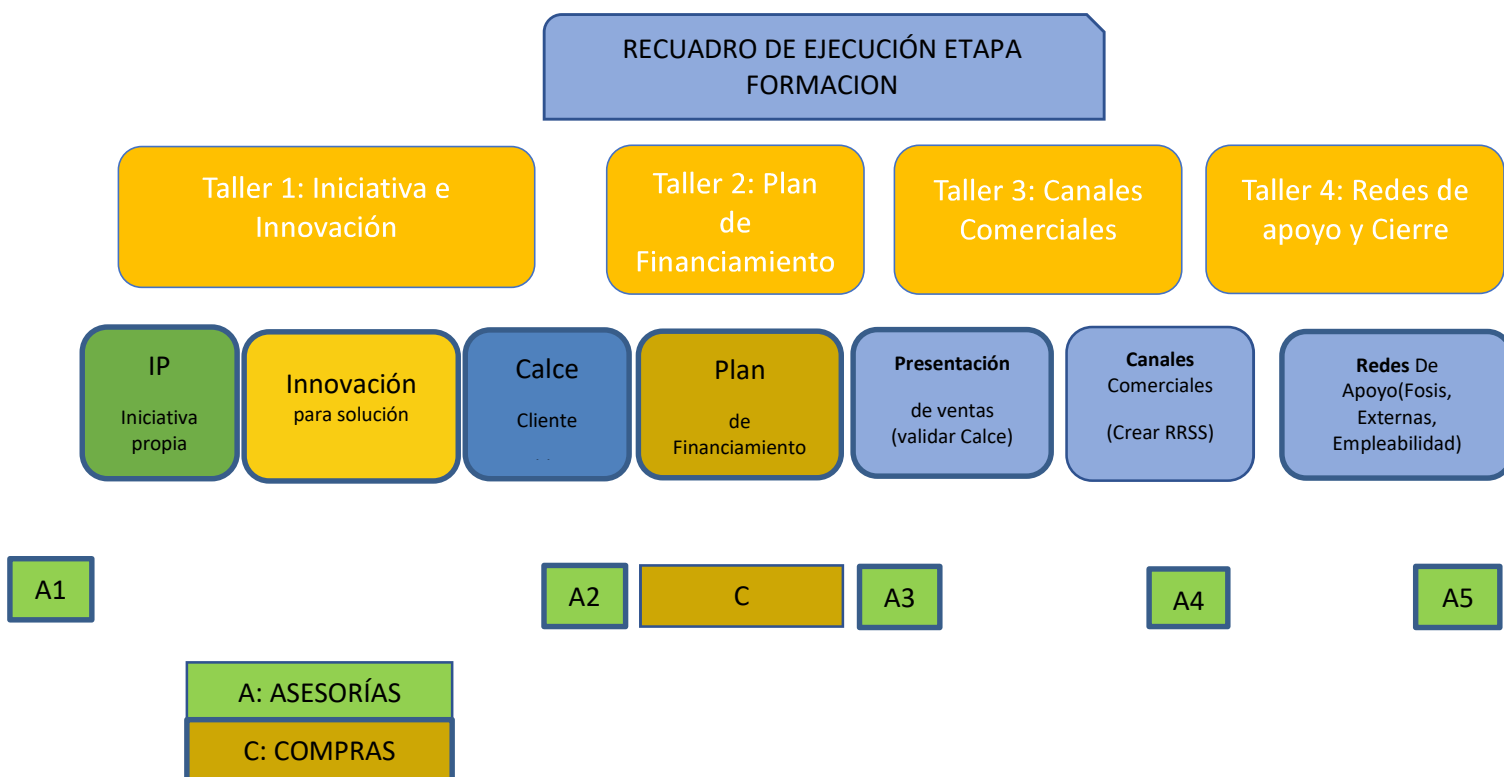 RECUADRO DE EJECUCIÓN ETAPA
FORMACION
Taller 1: Iniciativa e
Innovación
Taller 2: Plan
de
Financiamiento
Taller 3: Canales
Comerciales
Taller 4: Redes de
apoyo y Cierre
IP
Iniciativa
propia
Innovación
para solución
Calce
Cliente
Plan
de
Financiamiento
Presentación
de ventas
(validar Calce)
Canales
Comerciales
(Crear RRSS)
Redes De
Apoyo(Fosis,
Externas,
Empleabilidad)
A1
A2
C
A3
A4
A5
A: ASESORÍAS
C: COMPRAS